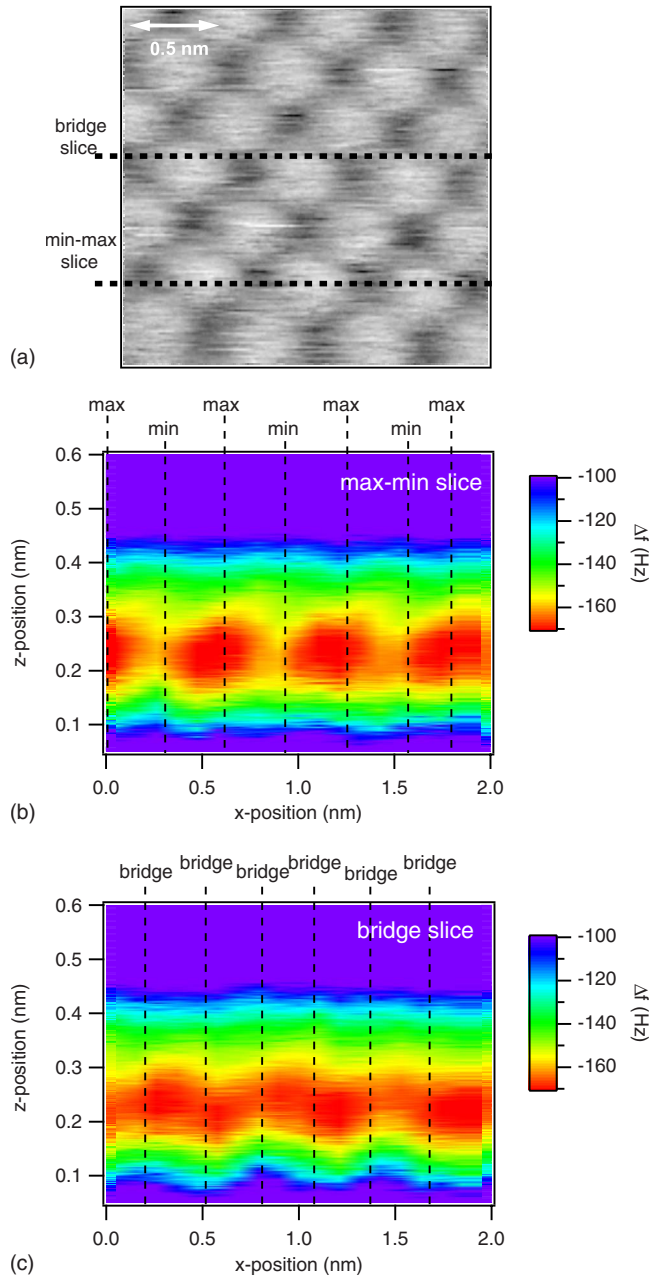 0.5 nm
bridge
slice
min-max
slice
(a)
max max max max
min min min
max-min slice
0.6
0.5
0.4
0.3
0.2
0.1
z-position (nm)
0.0 0.5 1.0 1.5 2.0
x-position (nm)
-100
-120
-140
-160
Δf (Hz)
(b)
bridge bridge bridge bridge bridge bridge
bridge slice
0.6
0.5
0.4
0.3
0.2
0.1
z-position (nm)
0.0 0.5 1.0 1.5 2.0
x-position (nm)
-100
-120
-140
-160
Δf (Hz)
(c)